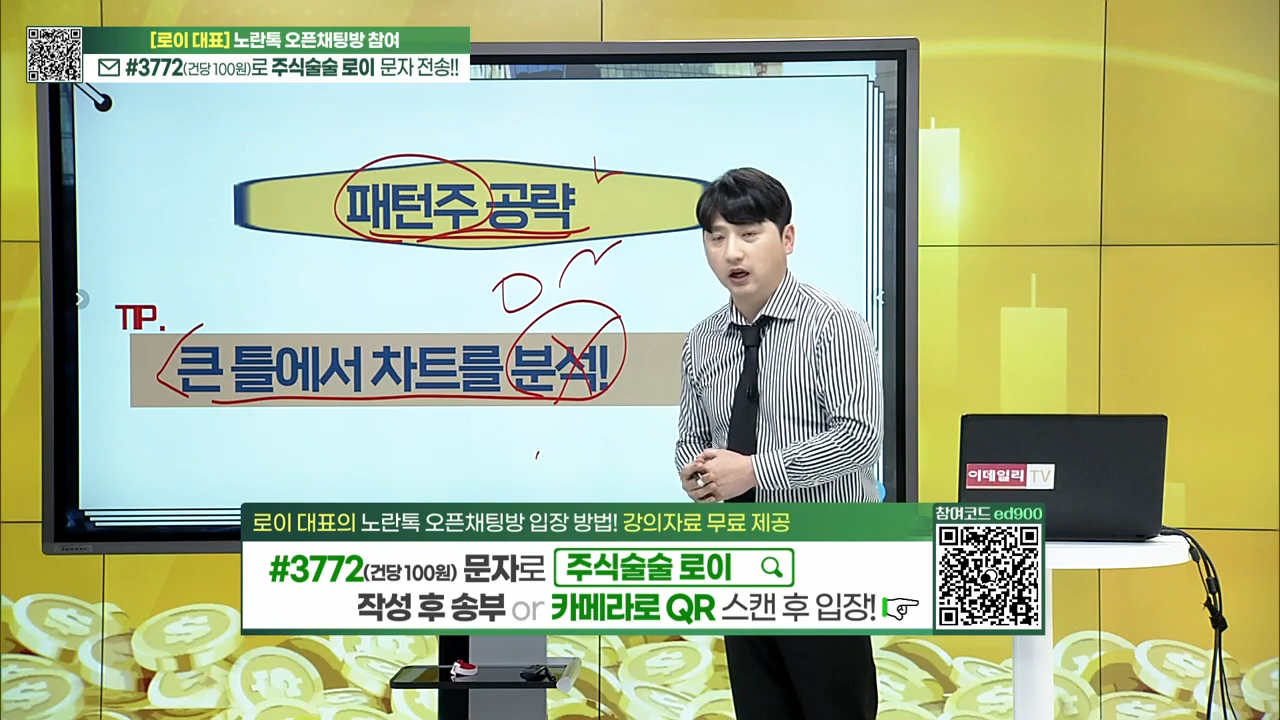 [로이 대표] 노란톡 오픈채팅방 참여
#3772(건당 100원)로 주식술술 로이 문자 전송!!
패턴주 공략
TIP.
큰 틀에서 차트를 분석!
이데일리 TV
로이 대표의 노란톡 오픈채팅방 입장 방법! 강의자료 무료 제공
#3772(건당 100원) 문자로 주식술술 로이
작성 후 송부 or 카메라로 QR 스캔 후 입장!
참여코드 ed900